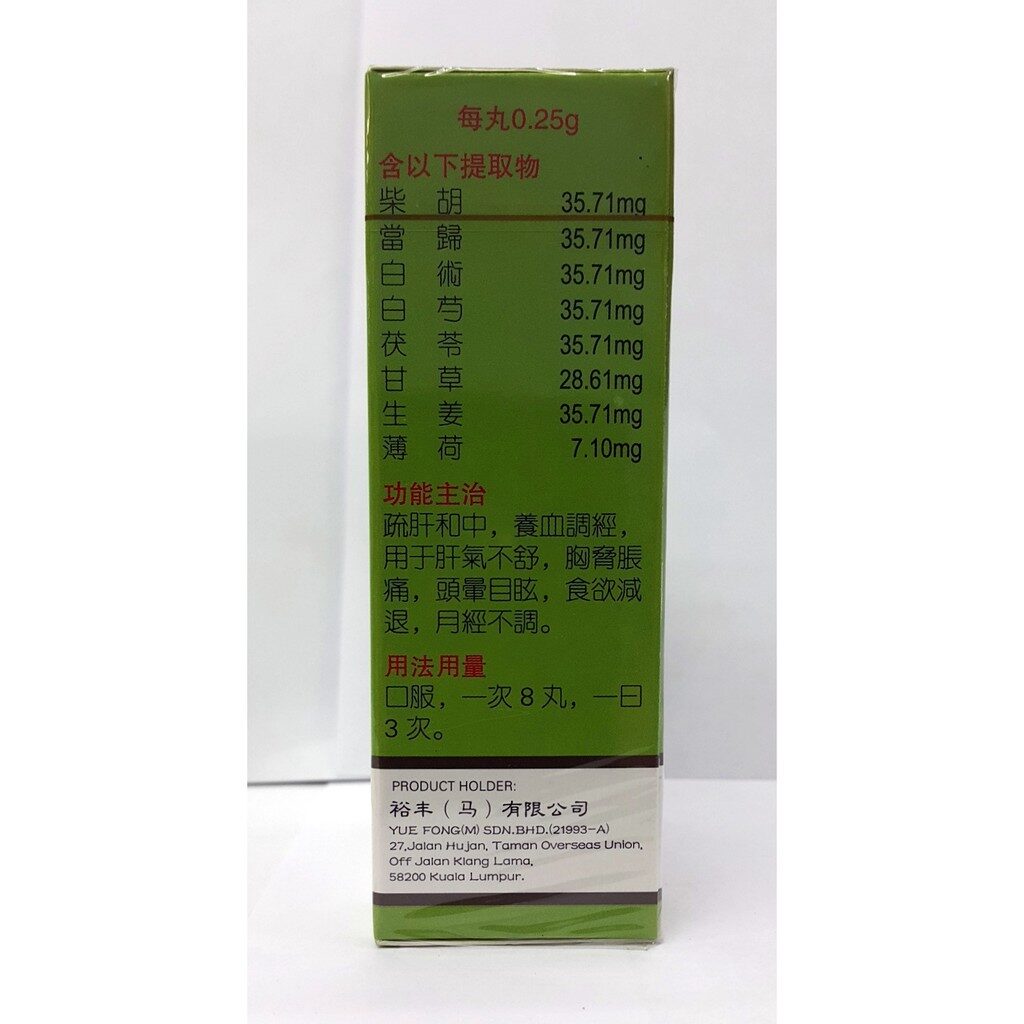 每丸0.25g
含以下提取物
柴 胡 35.71mg
當 歸 35.71mg
白 術 35.71mg
白 芍 35.71mg
茯 苓 35.71mg
甘 草 28.61mg
生 姜 35.71mg
薄 荷 7.10mg
功能主治
疏肝和中，養血調經，
用于肝氣不舒，胸脅脹
痛，頭暈目眩，食欲減
退，月經不調。
用法用量
口服，一次 8 丸，一日
3 次。
PRODUCT HOLDER:
裕丰（马）有限公司
YUE FONG(M) SDN.BHD.(21993-A)
27,Jalan Hujan, Taman Overseas Union,
Off Jalan Klang Lama,
58200 Kuala Lumpur.